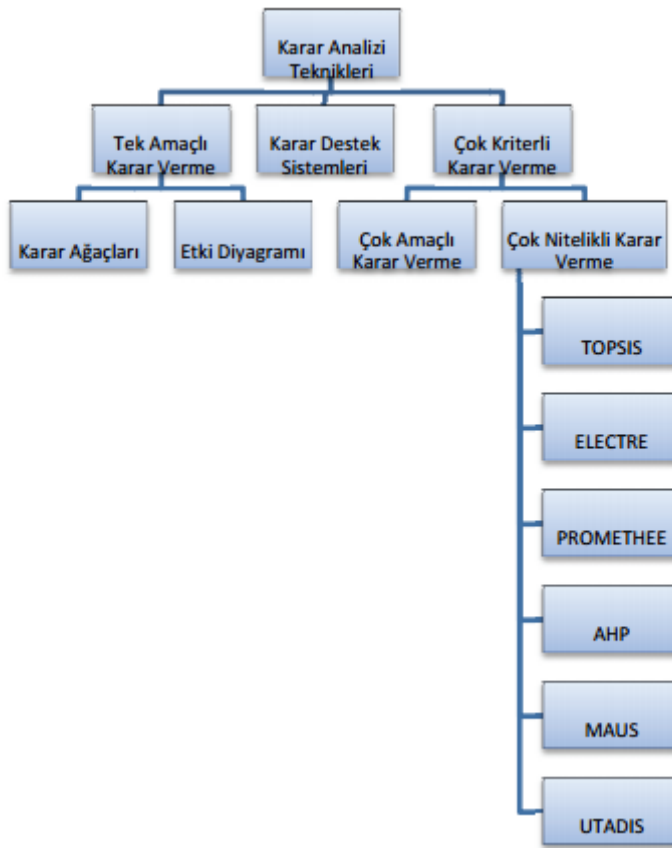 Karar Analizi
Teknikleri
Tek Amaçlı
Karar Verme
Karar Destek
Sistemleri
Çok Kriterli
Karar Verme
Karar Ağaçları
Etki Diyagramı
Çok Amaçlı
Karar Verme
Çok Nitelikli Karar
Verme
TOPSIS
ELECTRE
PROMETHEE
AHP
MAUS
UTADIS